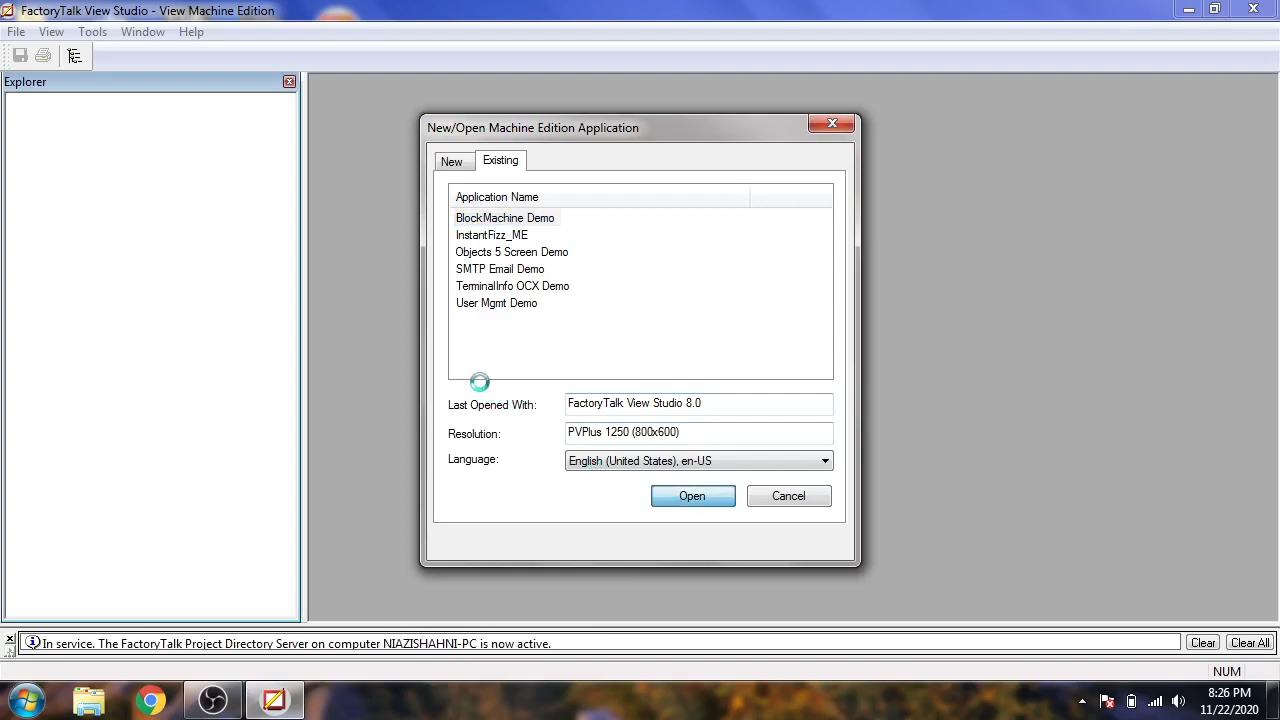 FactoryTalk View Studio - View Machine Edition
File View Tools Window Help
Explorer
New/Open Machine Edition Application
New Existing
Application Name
BlockMachine Demo
InstantFizz_ME
Objects 5 Screen Demo
SMTP Email Demo
TerminalInfo OCX Demo
User Mgmt Demo
Last Opened With: FactoryTalk View Studio 8.0
Resolution: PVPlus 1250 (800x600)
Language: English (United States), en-US
Open Cancel
In service. The FactoryTalk Project Directory Server on computer NIAZISHAHNI-PC is now active. Clear Clear All
NUM
8:26 PM
11/22/2020